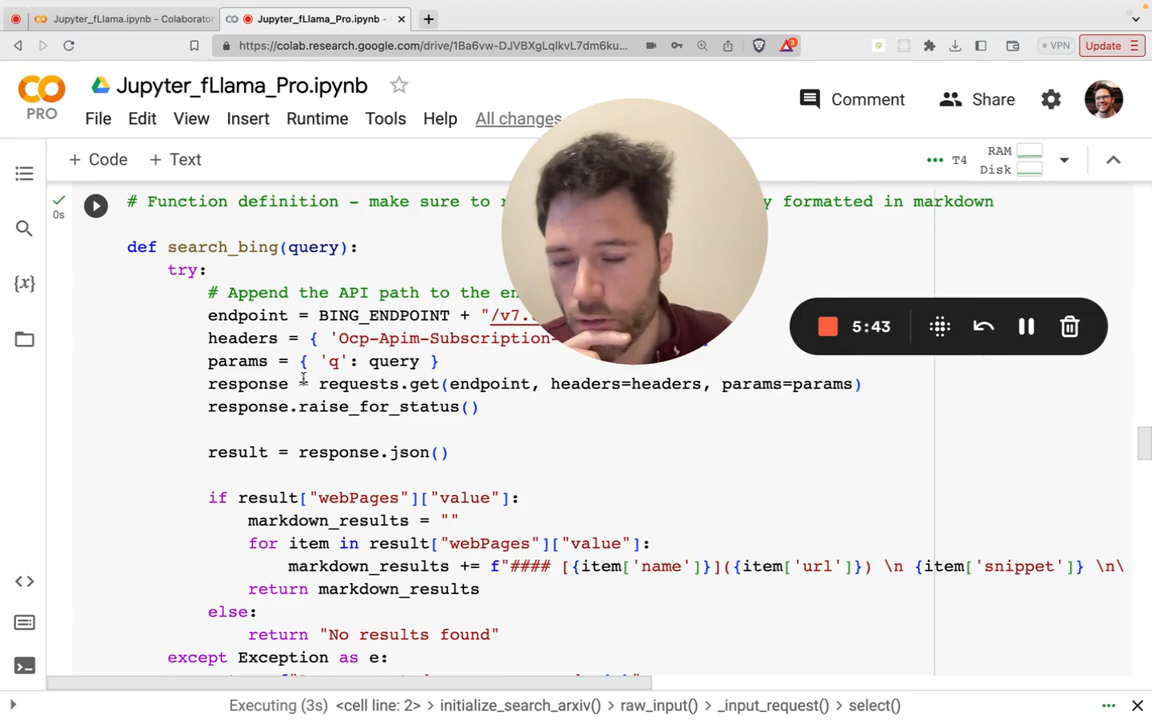 Jupyter_fLlama.ipynb - Colaborator
Jupyter_fLlama_Pro.ipynb -
https://colab.research.google.com/drive/1Ba6vw-DJVBXgLqlkvL7dm6ku...
VPN
Update
PRO
Jupyter_fLlama_Pro.ipynb
File Edit View Insert Runtime Tools Help All changes
Comment
Share
+ Code + Text
T4
RAM
Disk
0s
# Function definition - make sure to formatted in markdown
def search_bing(query):
try:
# Append the API path to the
endpoint = BING_ENDPOINT + "/v7.
headers = { 'Ocp-Apim-Subscription-
params = { 'q': query }
response = requests.get(endpoint, headers=headers, params=params)
response.raise_for_status()
result = response.json()
if result["webPages"]["value"]:
markdown_results = ""
for item in result["webPages"]["value"]:
markdown_results += f"#### [{item['name']}]({item['url']}) \n {item['snippet']} \n\
return markdown_results
else:
return "No results found"
except Exception as e:
5:43
Executing (3s) <cell line: 2> > initialize_search_arxiv() > raw_input() > _input_request() > select()